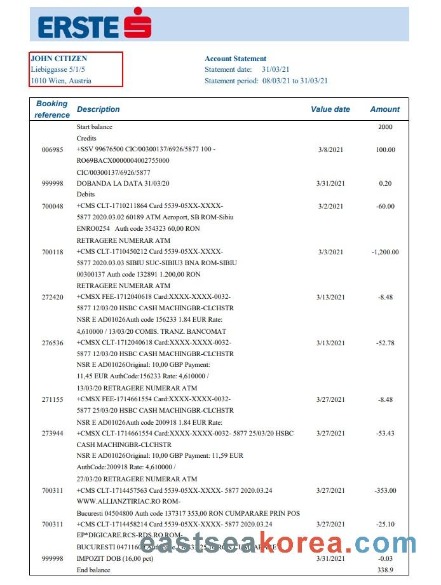 ERSTE S
JOHN CITIZEN
Liebiggasse 5/1/5
1010 Wien, Austria
Account Statement
Statement date: 31/03/21
Statement period: 08/03/21 to 31/03/21
Booking reference Description Value date Amount
Start balance 2000
Credits
006985 +SSV 99676500 CIC/00300137/6926/5877 100 - 3/8/2021 100.00
RO69BACX0000004002755000
CIC/00300137/6926/5877
999998 DOBANDA LA DATA 31/03/20 3/31/2021 0.20
Debits
700048 +CMS CLT-1710211864 Card 5539-05XX-XXXX- 3/2/2021 -60.00
5877 2020.03.02 60189 ATM Aeroport, SB ROM-Sibiu
ENRO0254 Auth code 354323 60,00 RON
RETRAGERE NUMERAR ATM
700118 +CMS CLT-1710450212 Card 5539-05XX-XXXX- 3/3/2021 -1,200.00
5877 2020.03.03 SIBIU SUC-SIBIU3 BNA ROM-SIBIU
00300137 Auth code 132891 1.200,00 RON
RETRAGERE NUMERAR ATM
272420 +CMSX FEE-1712040618 Card:XXXX-XXXX-0032- 3/13/2021 -8.48
5877 12/03/20 HSBC CASH MACHINGBR-CLCHSTR
NSR E AD01026Auth code 156233 1.84 EUR Rate:
4,610000 / 13/03/20 COMIS. TRANZ. BANCOMAT
276536 +CMSX CLT-1712040618 Card:XXXX-XXXX-0032- 3/13/2021 -52.78
5877 12/03/20 HSBC CASH MACHINGBR-CLCHSTR
NSR E AD01026Original: 10,00 GBP Payment:
11,45 EUR AuthCode:156233 Rate: 4,610000 /
13/03/20 RETRAGERE NUMERAR ATM
271155 +CMSX FEE-1714661554 Card:XXXX-XXXX-0032- 3/27/2021 -8.48
5877 25/03/20 HSBC CASH MACHINGBR-CLCHSTR
NSR E AD01026Auth code 200918 1.84 EUR Rate:
273944 +CMSX CLT-1714661554 Card:XXXX-XXXX-0032- 5877 25/03/20 HSBC 3/27/2021 -53.43
CASH MACHINGBR-CLCHSTR
NSR E AD01026Original: 10,00 GBP Payment: 11,59 EUR
AuthCode:200918 Rate: 4,610000 /
27/03/20 RETRAGERE NUMERAR ATM
700311 +CMS CLT-1714457563 Card 5539-05XX-XXXX- 5877 2020.03.24 3/27/2021 -353.00
WWW.ALLIANZTIRIAC.RO ROM-
Bucuresti 04504800 Auth code 137317 353,00 RON CUMPARARE PRIN POS
700311 +CMS CLT-1714458214 Card 5539-05XX-XXXX- 5877 2020.03.24 3/27/2021 -25.10
EP*DIGICARE.RCS-RDS.RO ROM-
BUCURESTI
999998 IMPOZIT DOB (16,00 pct) 3/31/2021 -0.03
End balance 338.9
eastseakorea.com